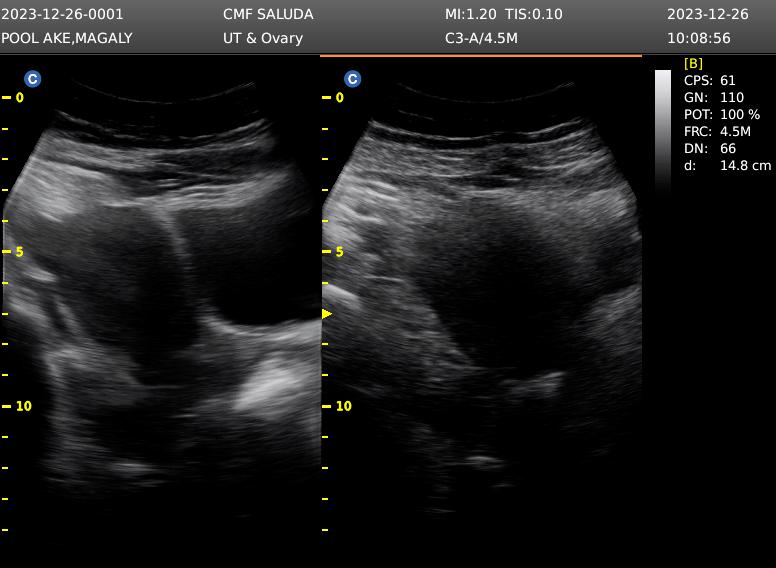 2023-12-26-0001 CMF SALUDA MI:1.20 TIS:0.10 2023-12-26
POOL AKE,MAGALY UT & Ovary C3-A/4.5M 10:08:56
C C
[B]
0 0
CPS: 61
GN: 110
POT: 100 %
FRC: 4.5M
DN: 66
d: 14.8 cm
5 5
10 10